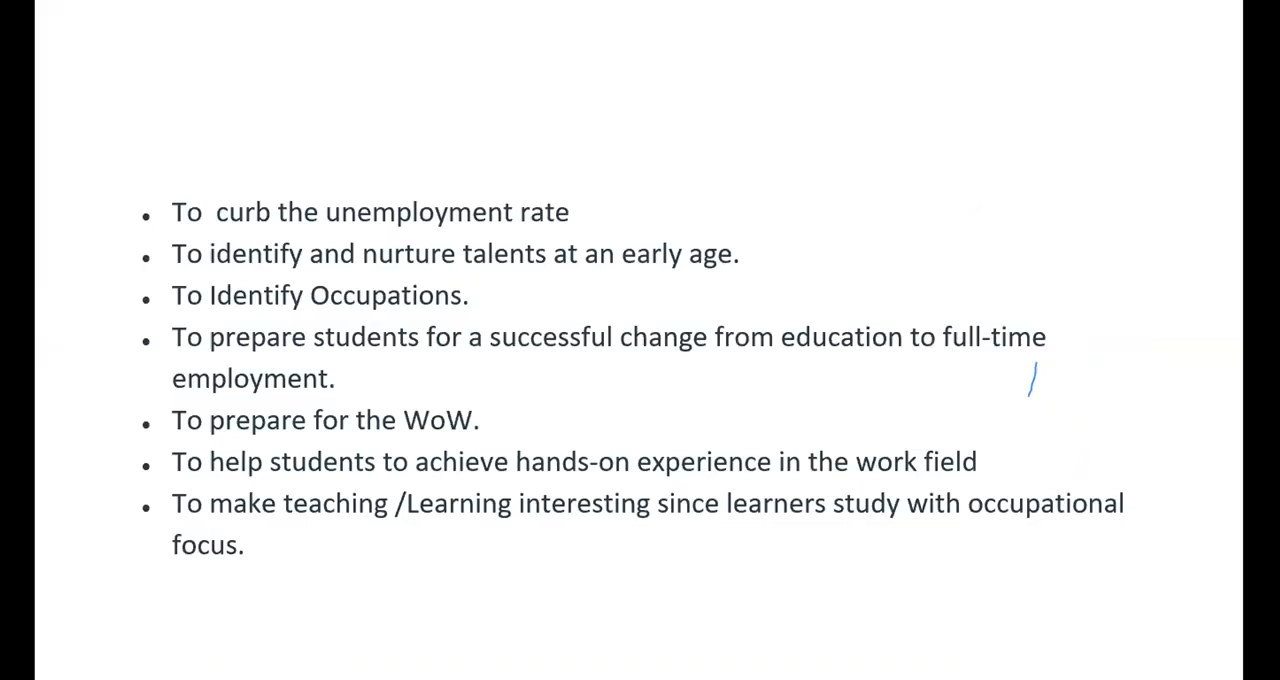 • To  curb the unemployment rate
• To identify and nurture talents at an early age.
• To Identify Occupations.
• To prepare students for a successful change from education to full-time
employment.
• To prepare for the WoW.
• To help students to achieve hands-on experience in the work field
• To make teaching /Learning interesting since learners study with occupational
focus.